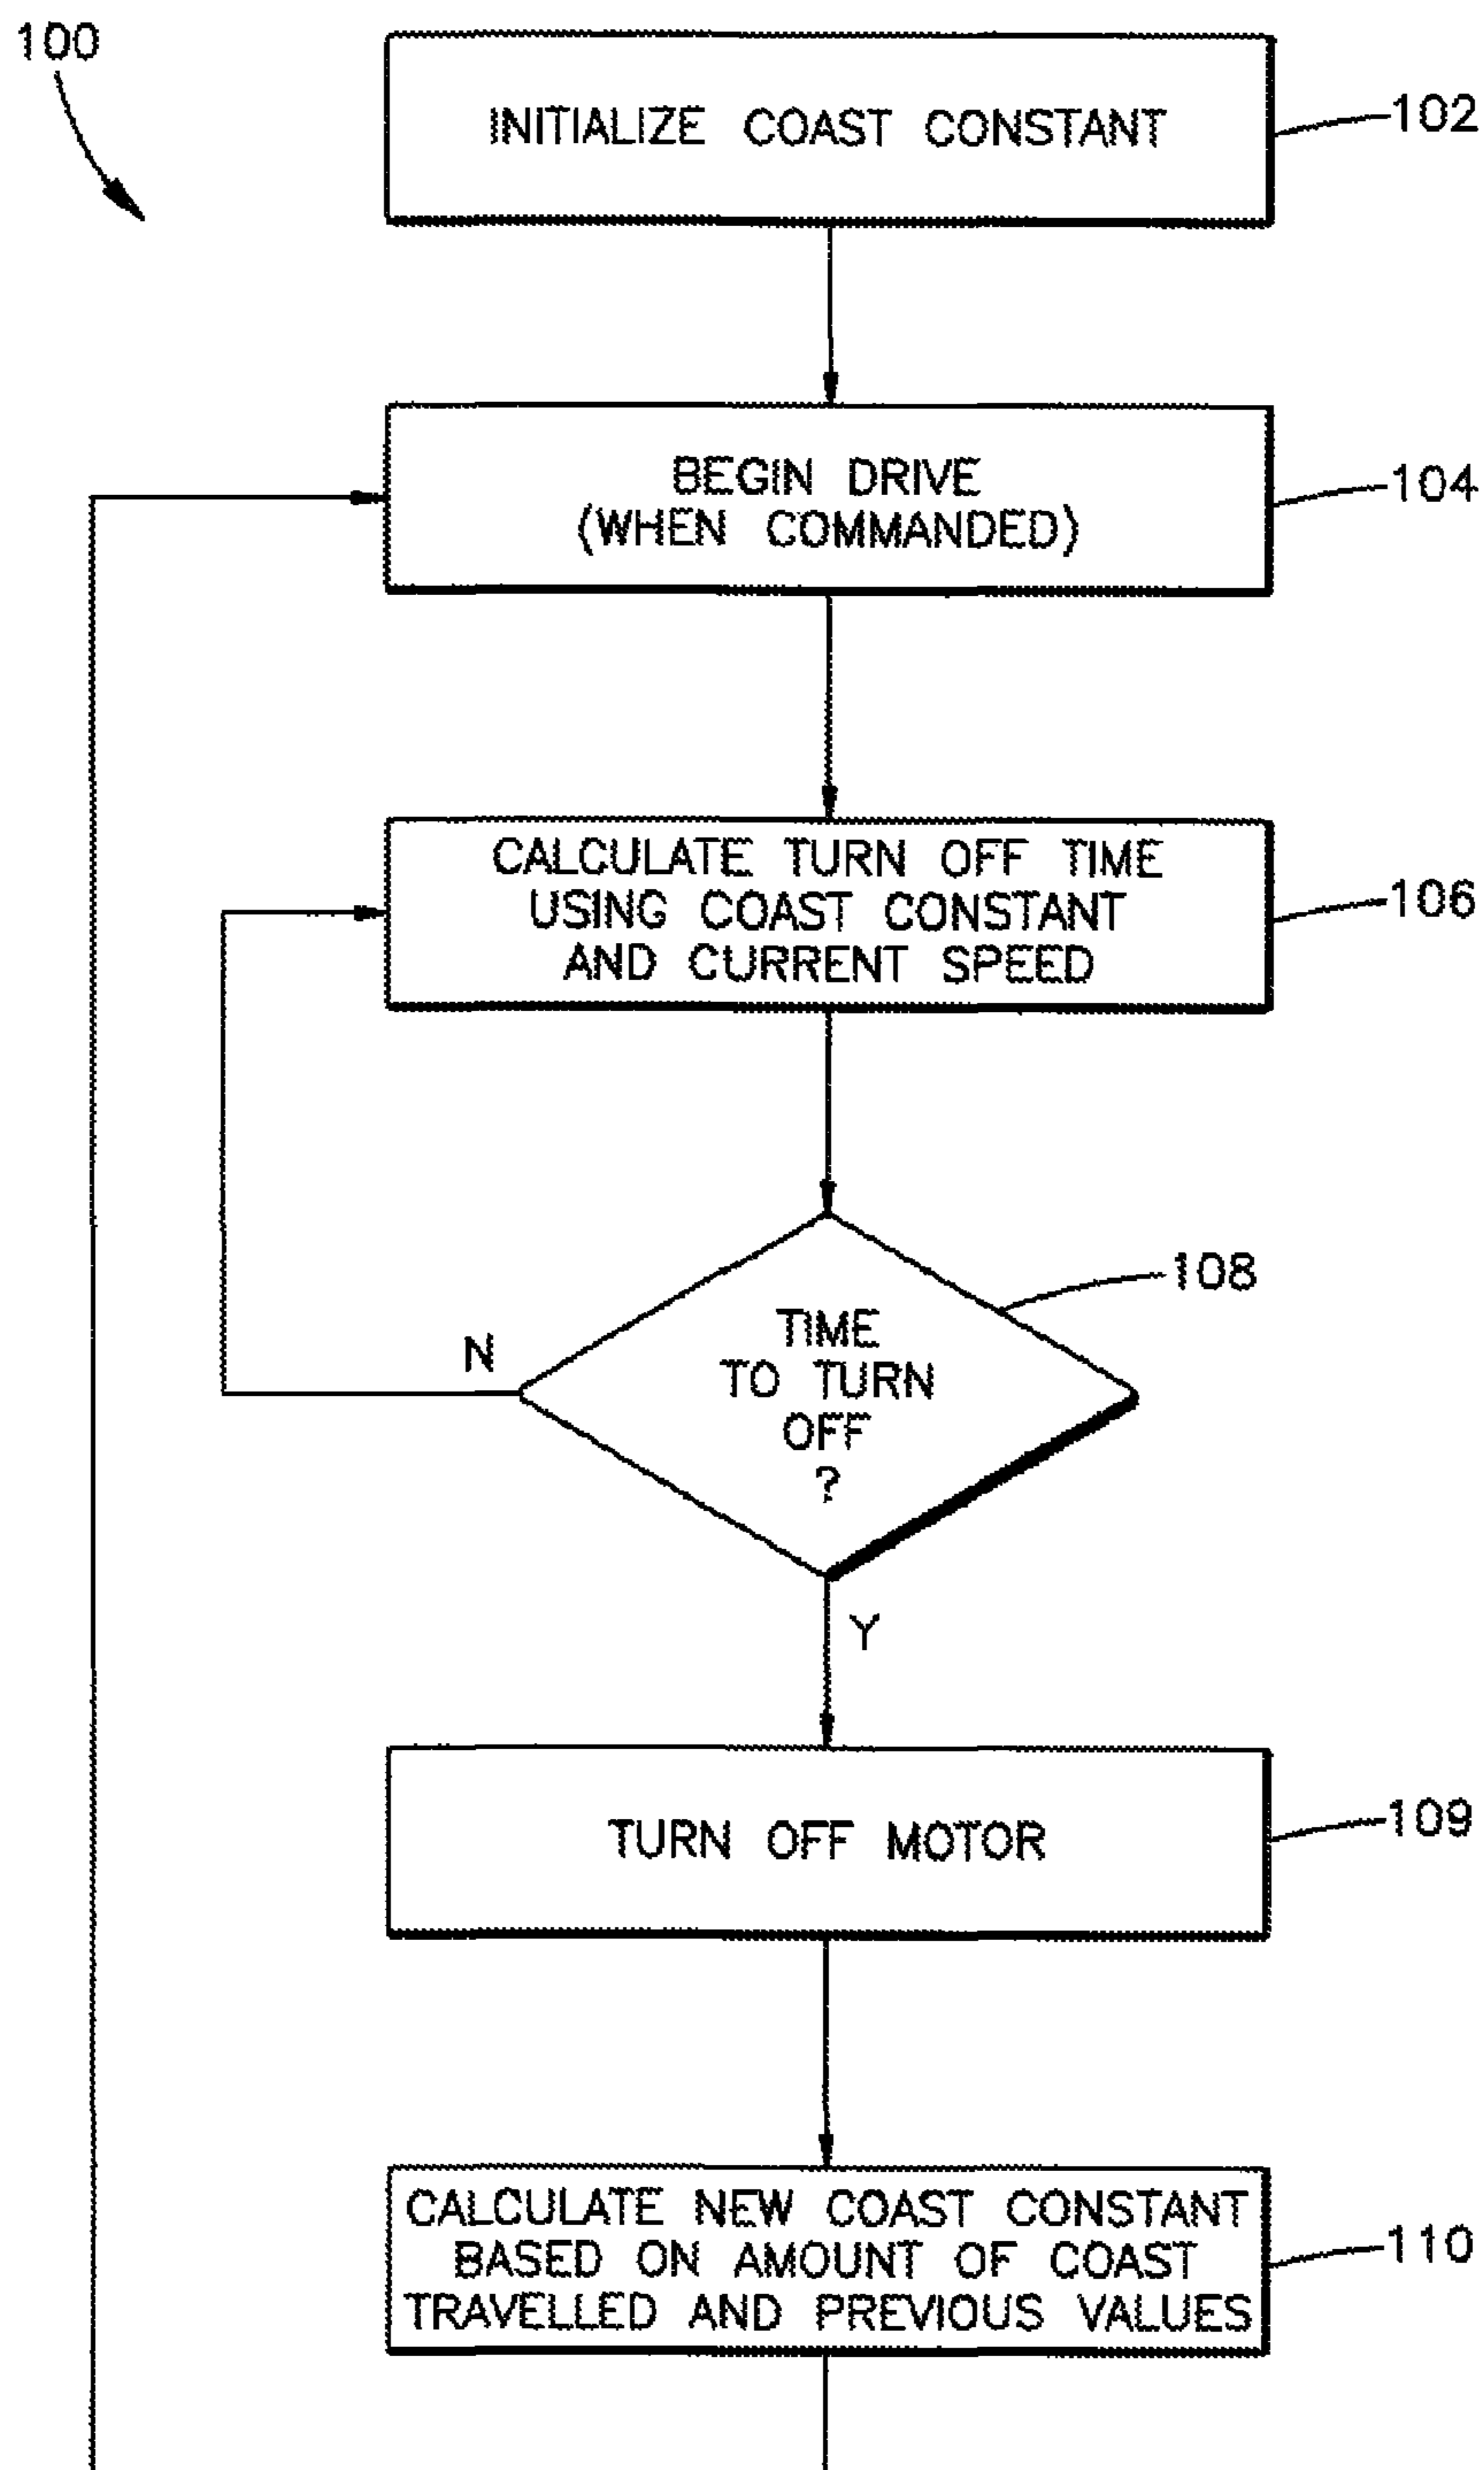 100
INITIALIZE COAST CONSTANT
102
BEGIN DRIVE
(WHEN COMMANDED)
104
CALCULATE TURN OFF TIME
USING COAST CONSTANT
AND CURRENT SPEED
106
108
TIME
TO TURN
OFF
?
N
Y
TURN OFF MOTOR
109
CALCULATE NEW COAST CONSTANT
BASED ON AMOUNT OF COAST
TRAVELLED AND PREVIOUS VALUES
110